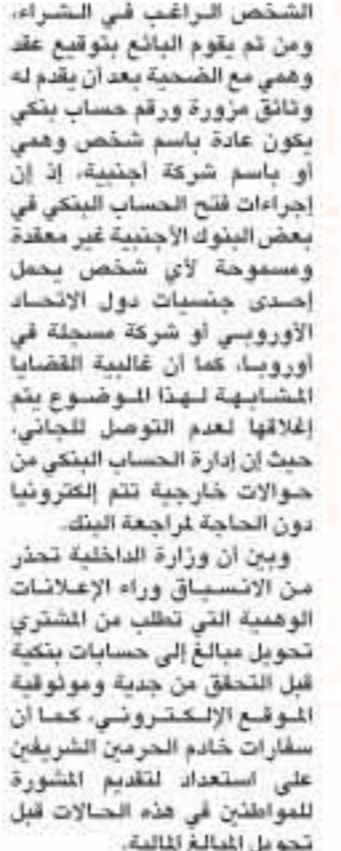 الشخص الراغب في الشراء،
ومن ثم يقوم البائع بتوقيع عقد
وهمي مع الضحية بعد أن يقدم له
وثائق مزورة ورقم حساب بنكي
يكون عادة باسم شخص وهمي
أو باسم شركة أجنبية، إذ إن
إجراءات فتح الحساب البنكي في
بعض البنوك الأجنبية غير معقدة
ومسموحة لأي شخص يحمل
إحدى جنسيات دول الاتحاد
الأوروبي أو شركة مسجلة في
أوروبا، كما أن غالبية القضايا
المشابهة لهذا الموضوع يتم
إغلاقها لعدم التوصل للجاني،
حيث إن إدارة الحساب البنكي من
حوالات خارجية تتم إلكترونيا
دون الحاجة لمراجعة البنك.
وبين أن وزارة الداخلية تحذر
من الانسياق وراء الإعلانات
الوهمية التي تطلب من المشتري
تحويل مبالغ إلى حسابات بنكية
قبل التحقق من جدية وموثوقية
الموقع الإلكتروني، كما أن
سفارات خادم الحرمين الشريفين
على استعداد لتقديم المشورة
للمواطنين في هذه الحالات قبل
تحويل المبالغ المالية.